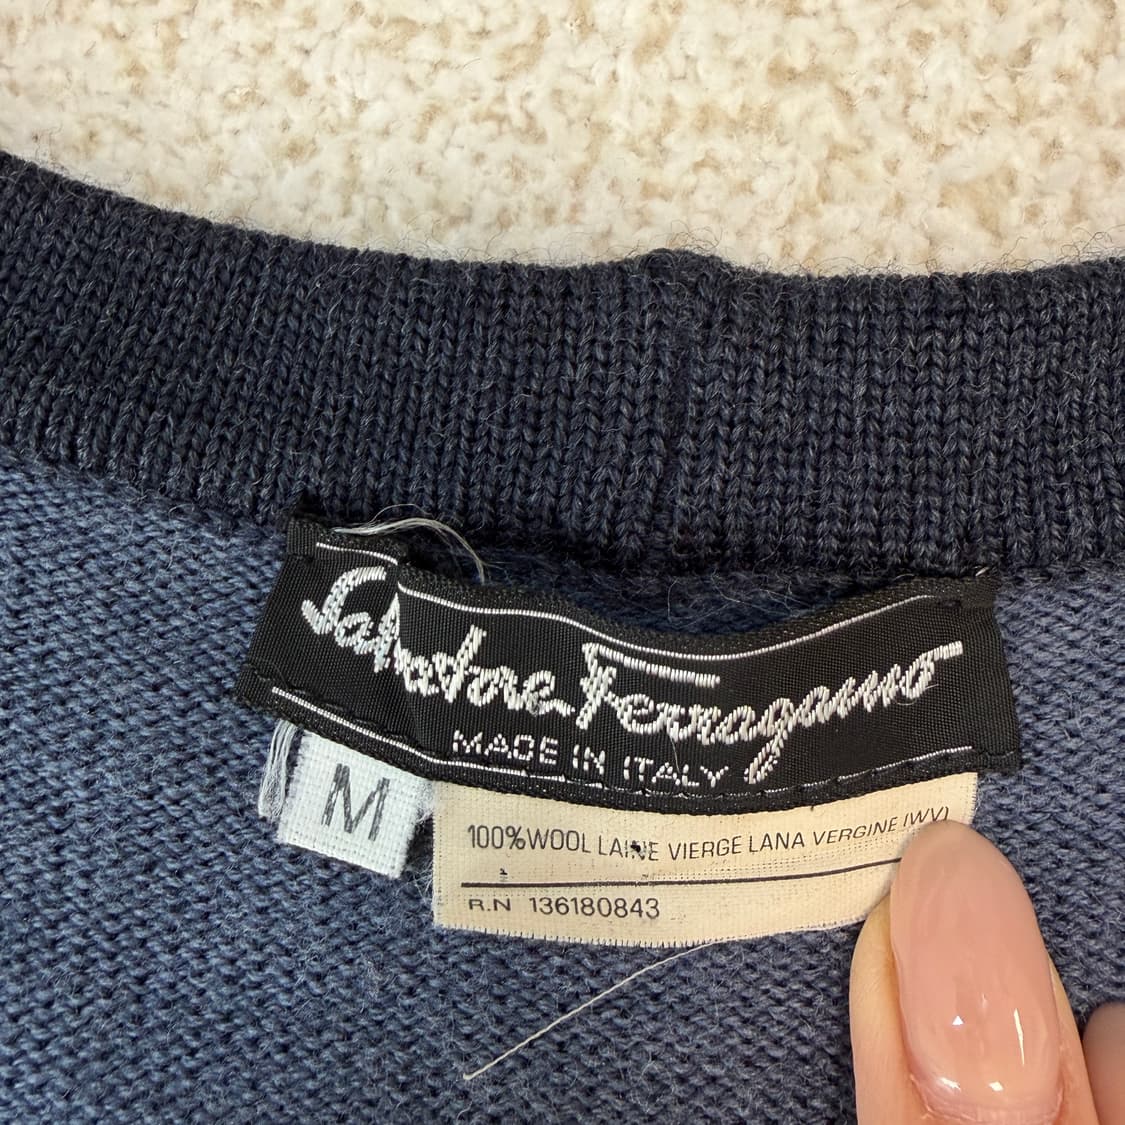 Salvatore Ferragamo
MADE IN ITALY
M
100%WOOL LAINE VIERGE LANA VERGINE (WV)
R.N 136180843